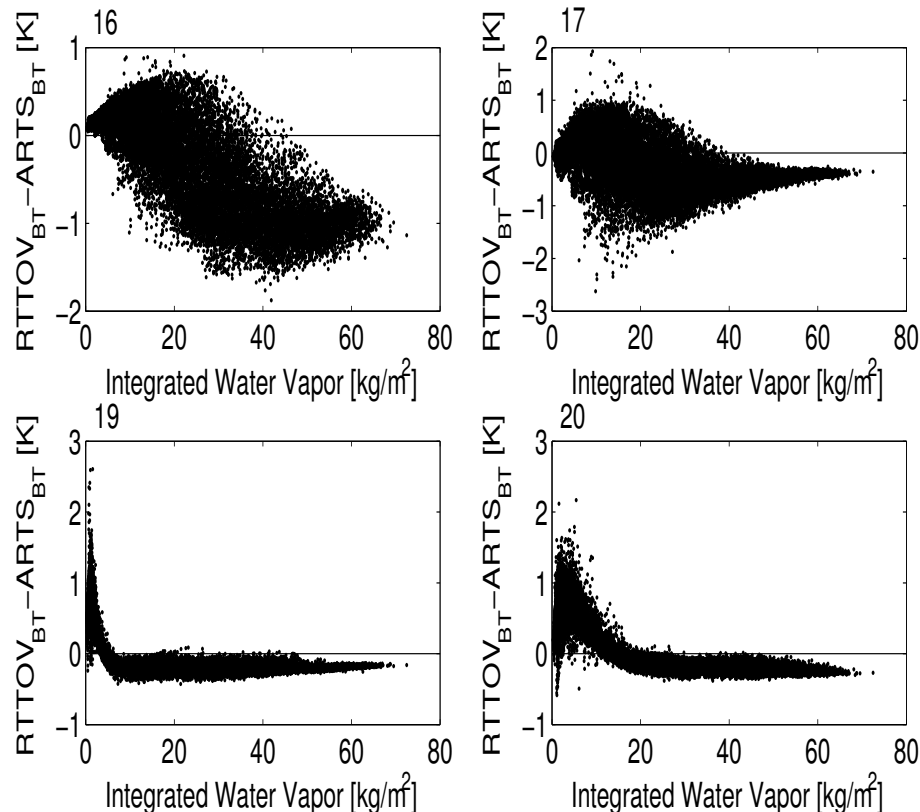 16
RTTOV_BT−ARTS_BT [K]
1
0
−1
−2
0 20 40 60 80
Integrated Water Vapor [kg/m²]
17
RTTOV_BT−ARTS_BT [K]
2
1
0
−1
−2
−3
0 20 40 60 80
Integrated Water Vapor [kg/m²]
19
RTTOV_BT−ARTS_BT [K]
3
2
1
0
−1
0 20 40 60 80
Integrated Water Vapor [kg/m²]
20
RTTOV_BT−ARTS_BT [K]
3
2
1
0
−1
0 20 40 60 80
Integrated Water Vapor [kg/m²]